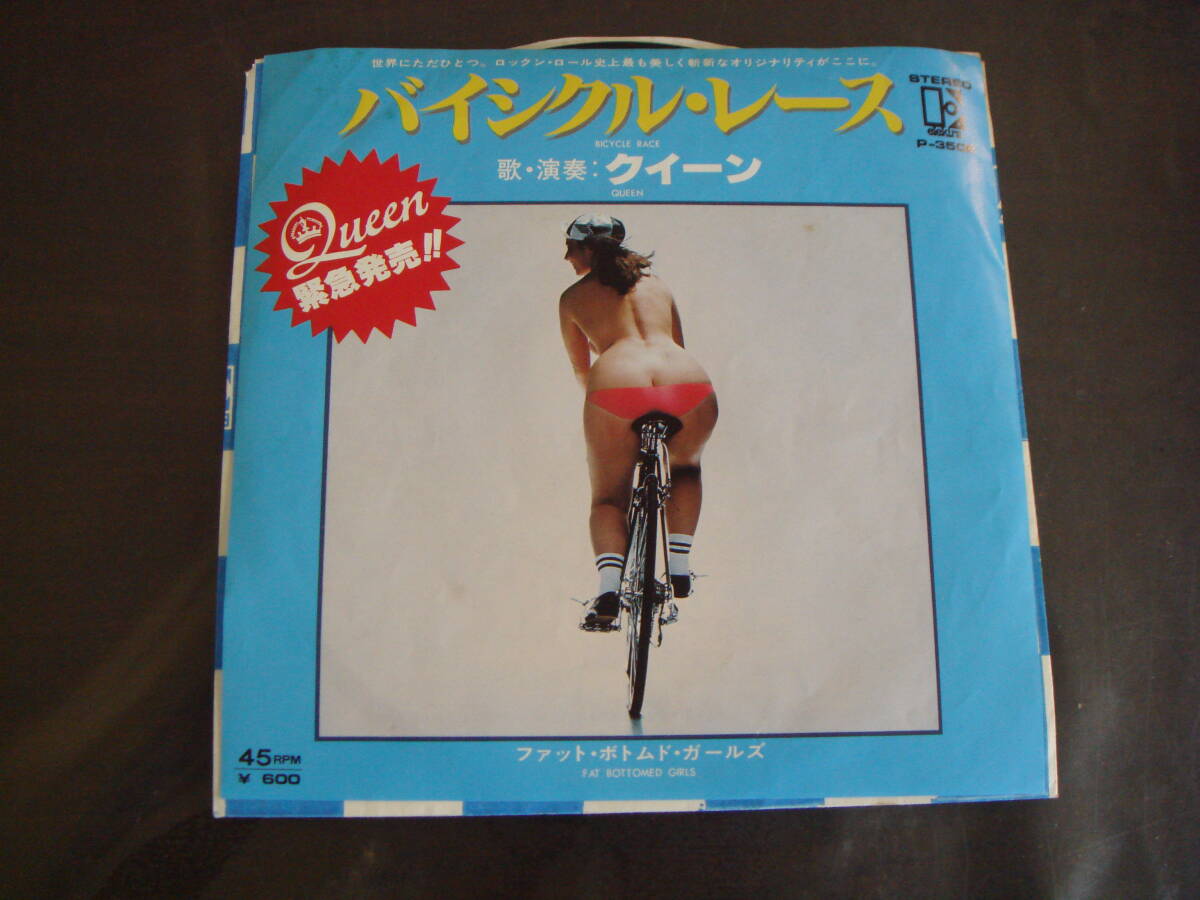 世界にただひとつ。ロックン・ロール史上最も美しく斬新なオリジナリティがここに。
バイシクル・レース
BICYCLE RACE
歌・演奏：クイーン
QUEEN
STEREO
elektra
Queen
緊急発売!!
ファット・ボトムド・ガールズ
FAT BOTTOMED GIRLS
45 RPM
¥ 600